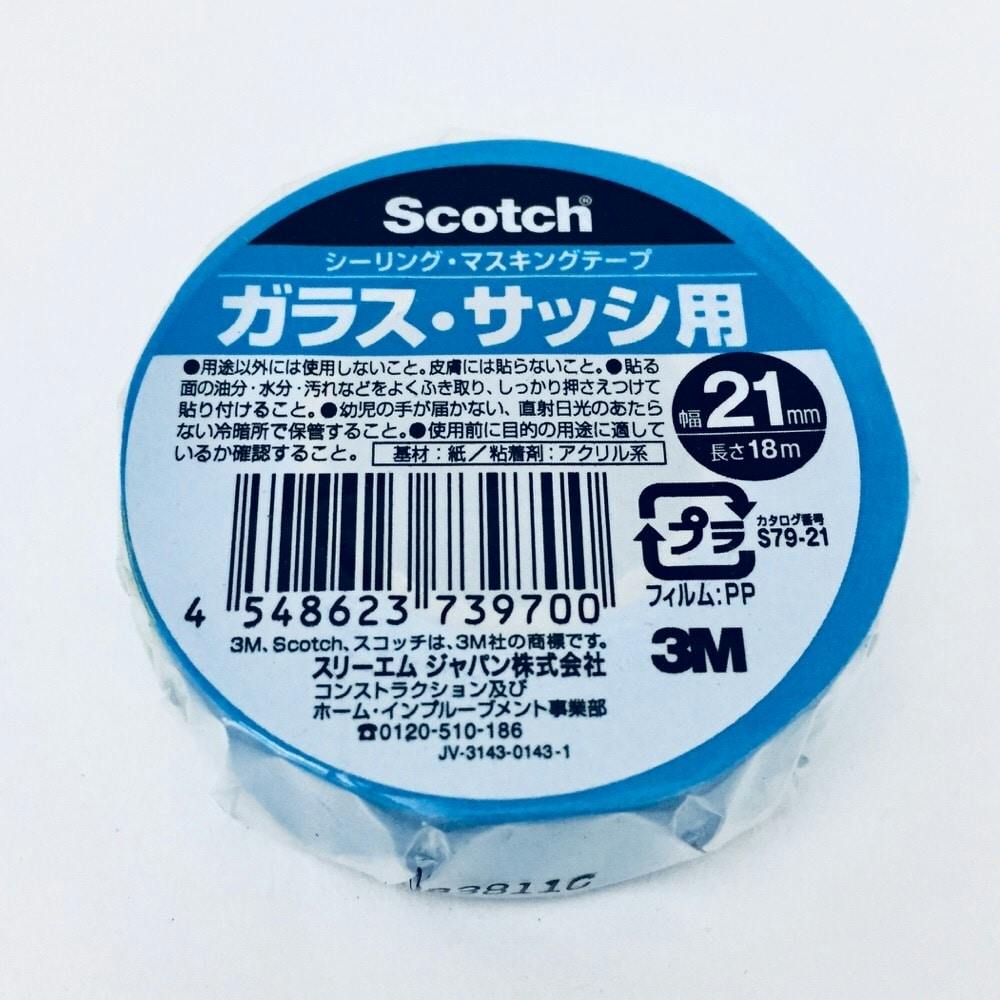 Scotch®
シーリング・マスキングテープ
ガラス・サッシ用
●用途以外には使用しないこと。皮膚には貼らないこと。●貼る
面の油分・水分・汚れなどをよくふき取り、しっかり押さえつけて
貼り付けること。●幼児の手が届かない、直射日光のあたら
ない冷暗所で保管すること。●使用前に目的の用途に適して
いるか確認すること。
基材：紙／粘着剤：アクリル系
幅21mm
長さ18m
プラ
カタログ番号
S79-21
フィルム：PP
4 548623 739700
3M
3M、Scotch、スコッチは、3M社の商標です。
スリーエム ジャパン株式会社
コンストラクション及び
ホーム・インプルーブメント事業部
☎0120-510-186
JV-3143-0143-1